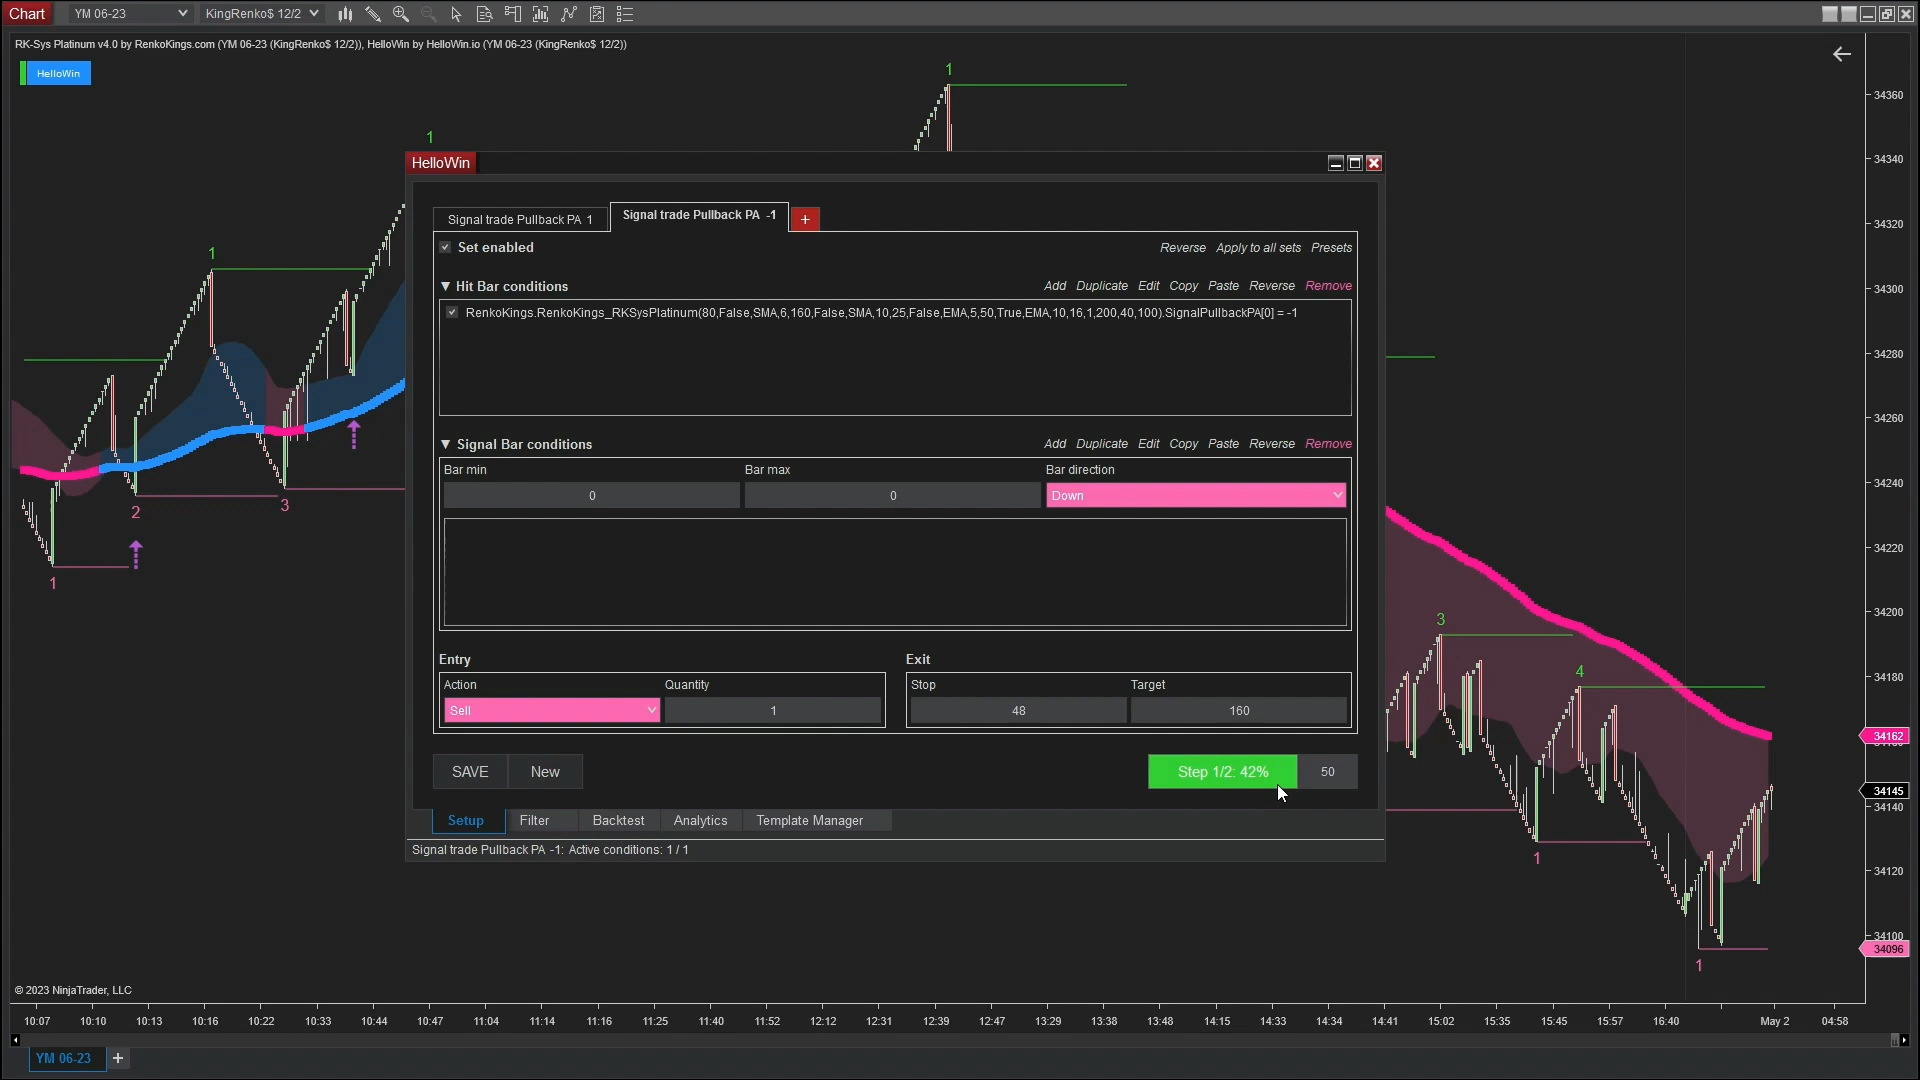 Chart YM 06-23 KingRenko$ 12/2
RK-Sys Platinum v4.0 by RenkoKings.com (YM 06-23 (KingRenko$ 12/2)), HelloWin by HelloWin.io (YM 06-23 (KingRenko$ 12/2))
HelloWin
1
1
1
1
2
3
3
4
1
1
HelloWin
Signal trade Pullback PA 1
Signal trade Pullback PA -1
+
Set enabled
Reverse Apply to all sets Presets
▼ Hit Bar conditions
Add Duplicate Edit Copy Paste Reverse Remove
RenkoKings.RenkoKings_RKSysPlatinum(80,False,SMA,6,160,False,SMA,10,25,False,EMA,5,50,True,EMA,10,16,1,200,40,100).SignalPullbackPA[0] = -1
▼ Signal Bar conditions
Add Duplicate Edit Copy Paste Reverse Remove
Bar min Bar max Bar direction
0 0 Down
Entry Exit
Action Quantity Stop Target
Sell 1 48 160
SAVE New Step 1/2: 42% 50
Setup Filter Backtest Analytics Template Manager
Signal trade Pullback PA -1: Active conditions: 1 / 1
34360
34340
34320
34300
34280
34260
34240
34220
34200
34180
34162
34145
34140
34120
34100
34096
© 2023 NinjaTrader, LLC
10:07 10:10 10:13 10:16 10:22 10:33 10:44 10:47 11:04 11:14 11:16 11:25 11:40 11:52 12:12 12:31 12:39 12:47 13:29 13:38 13:48 14:15 14:33 14:34 14:41 15:02 15:35 15:45 15:57 16:40 May 2 04:58
YM 06-23 +